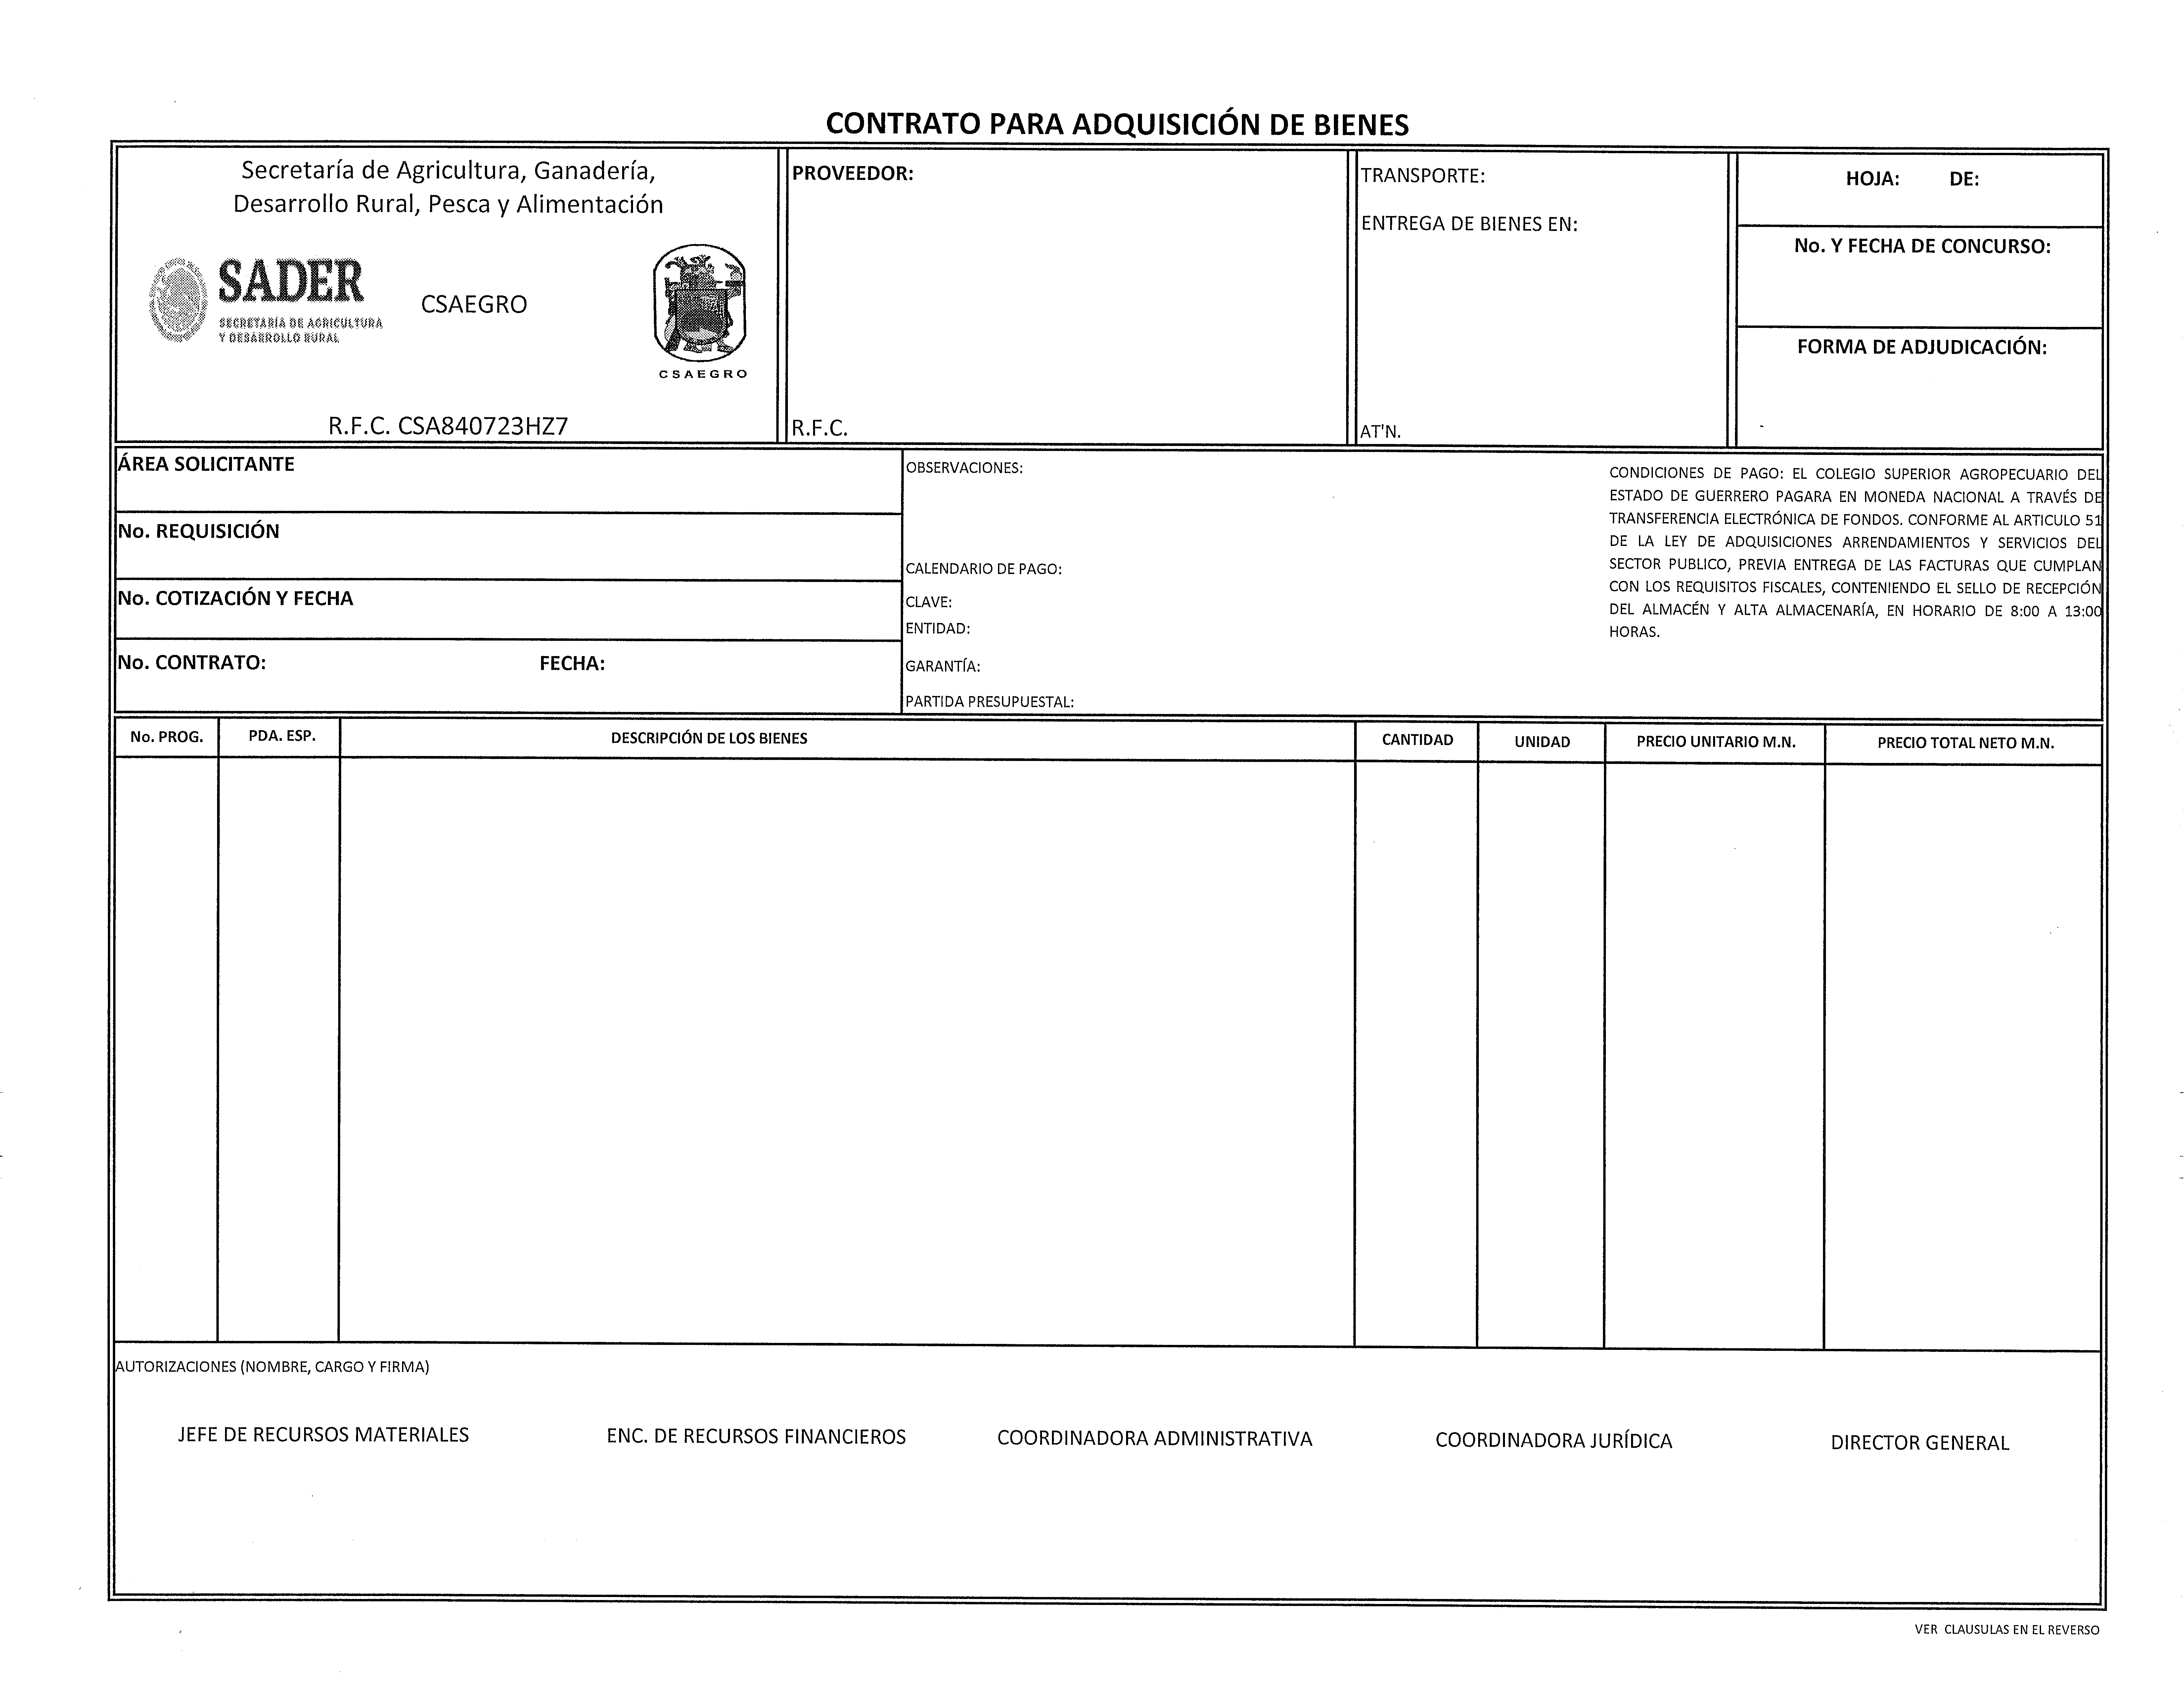 CONTRATO PARA ADQUISICIÓN DE BIENES
Secretaría de Agricultura, Ganadería,
Desarrollo Rural, Pesca y Alimentación
SADER
SECRETARÍA DE AGRICULTURA
Y DESARROLLO RURAL
CSAEGRO
CSAEGRO
R.F.C. CSA840723HZ7
PROVEEDOR:
R.F.C.
TRANSPORTE:
ENTREGA DE BIENES EN:
AT'N.
HOJA: DE:
No. Y FECHA DE CONCURSO:
FORMA DE ADJUDICACIÓN:
ÁREA SOLICITANTE
No. REQUISICIÓN
No. COTIZACIÓN Y FECHA
No. CONTRATO: FECHA:
OBSERVACIONES:
CALENDARIO DE PAGO:
CLAVE:
ENTIDAD:
GARANTÍA:
PARTIDA PRESUPUESTAL:
CONDICIONES DE PAGO: EL COLEGIO SUPERIOR AGROPECUARIO DEL
ESTADO DE GUERRERO PAGARA EN MONEDA NACIONAL A TRAVÉS DE
TRANSFERENCIA ELECTRÓNICA DE FONDOS. CONFORME AL ARTICULO 51
DE LA LEY DE ADQUISICIONES ARRENDAMIENTOS Y SERVICIOS DEL
SECTOR PUBLICO, PREVIA ENTREGA DE LAS FACTURAS QUE CUMPLAN
CON LOS REQUISITOS FISCALES, CONTENIENDO EL SELLO DE RECEPCIÓN
DEL ALMACÉN Y ALTA ALMACENARÍA, EN HORARIO DE 8:00 A 13:00
HORAS.
No. PROG. PDA. ESP. DESCRIPCIÓN DE LOS BIENES CANTIDAD UNIDAD PRECIO UNITARIO M.N. PRECIO TOTAL NETO M.N.
AUTORIZACIONES (NOMBRE, CARGO Y FIRMA)
JEFE DE RECURSOS MATERIALES ENC. DE RECURSOS FINANCIEROS COORDINADORA ADMINISTRATIVA COORDINADORA JURÍDICA DIRECTOR GENERAL
VER CLAUSULAS EN EL REVERSO